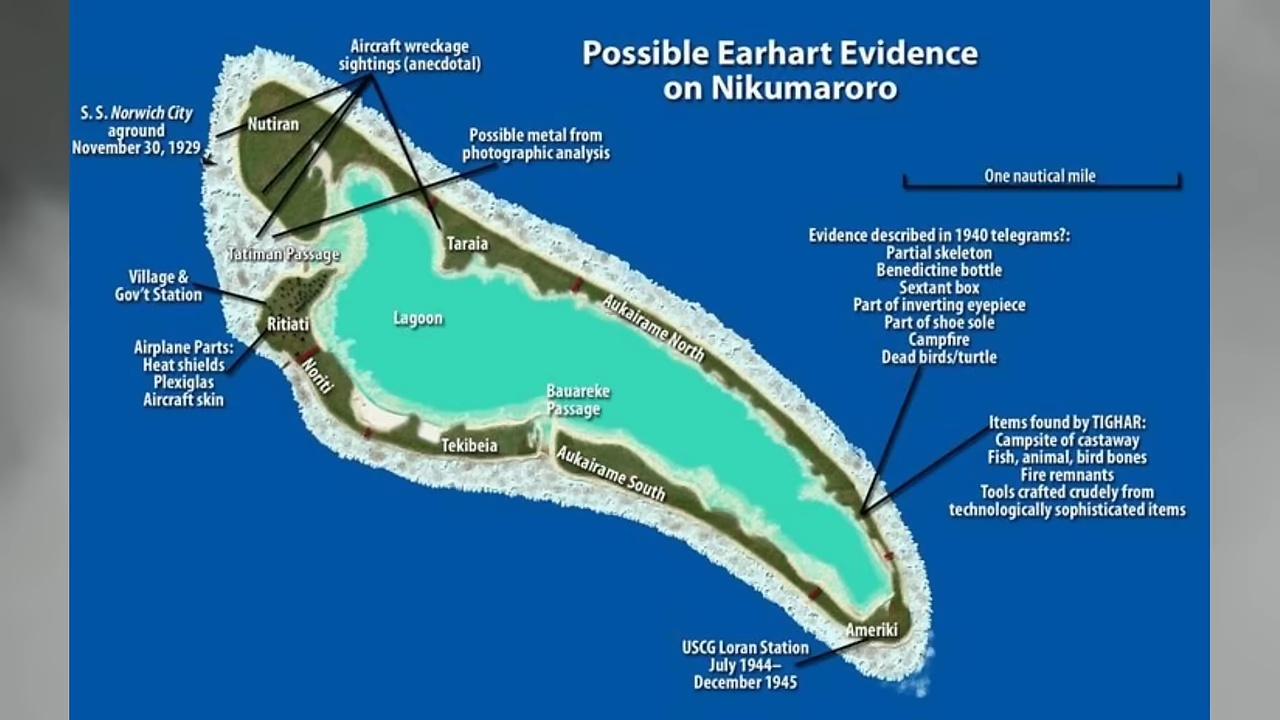 Possible Earhart Evidence
on Nikumaroro
Aircraft wreckage
sightings (anecdotal)
S. S. Norwich City
aground
November 30, 1929
Nutiran
Possible metal from
photographic analysis
One nautical mile
Tatiman Passage
Taraia
Evidence described in 1940 telegrams?:
Partial skeleton
Benedictine bottle
Sextant box
Part of inverting eyepiece
Part of shoe sole
Campfire
Dead birds/turtle
Village &
Gov't Station
Ritiati
Lagoon
Aukairame North
Airplane Parts:
Heat shields
Plexiglas
Aircraft skin
Noriti
Bauareke
Passage
Tekibeia
Aukairame South
Items found by TIGHAR:
Campsite of castaway
Fish, animal, bird bones
Fire remnants
Tools crafted crudely from
technologically sophisticated items
Ameriki
USCG Loran Station
July 1944–
December 1945